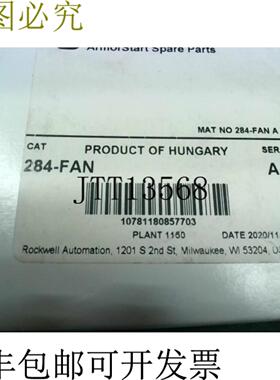 图必究
ArmorStart Spare Parts
MAT NO 284-FAN A
CAT
PRODUCT OF HUNGARY
SER
284-FAN
A
JTT13568
10781180857703
PLANT 1150
DATE 2020/11
Rockwell Automation, 1201 S 2nd St, Milwaukee, WI 53204, U
包邮可开发票